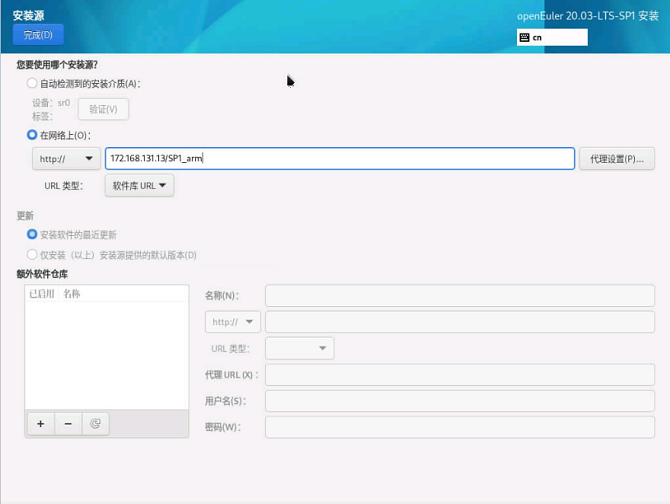 安装源
openEuler 20.03-LTS-SP1 安装
完成(D)
cn
您要使用哪个安装源?
自动检测到的安装介质(A):
设备: sr0
标签:
验证(V)
在网络上(O):
http://
172.168.131.13/SP1_arm
代理设置(P)...
URL 类型:
软件库 URL
更新
安装软件的最近更新
仅安装（以上）安装源提供的默认版本(D)
额外软件仓库
已启用 名称
名称(N):
http://
URL 类型:
代理 URL (X) :
用户名(S):
密码(W):